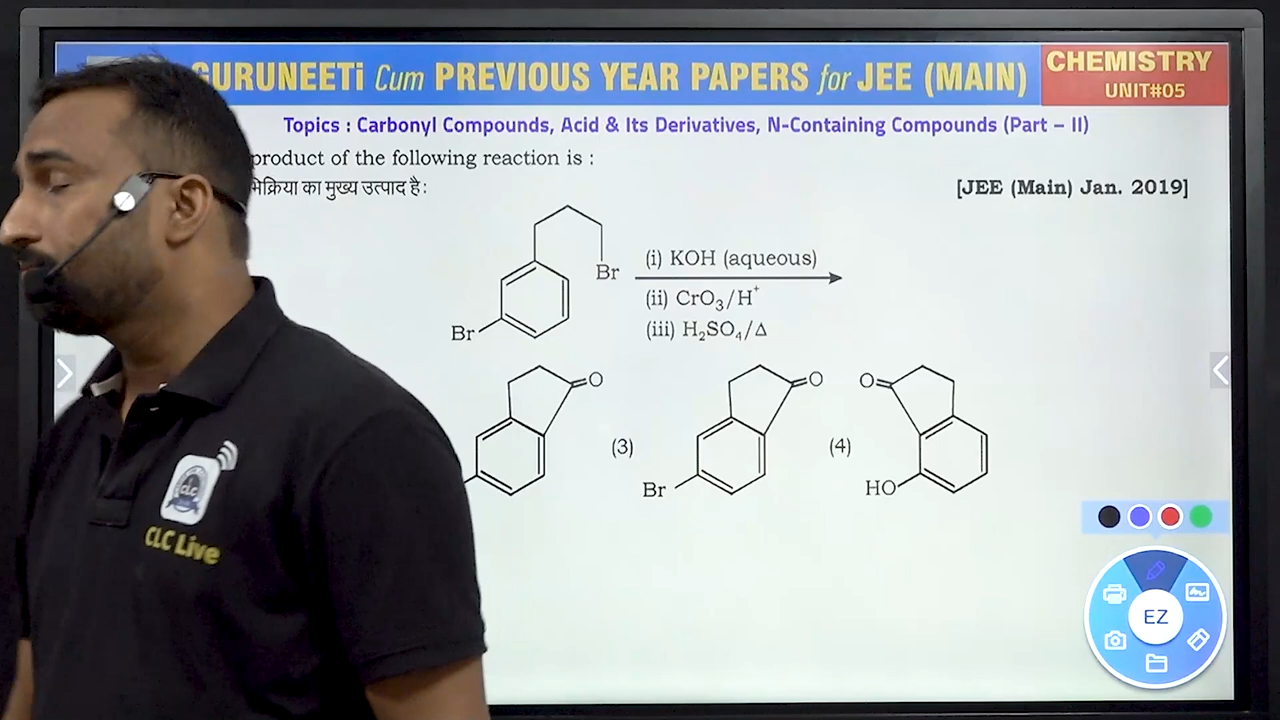 GURUNEETi Cum PREVIOUS YEAR PAPERS for JEE (MAIN)
CHEMISTRY
UNIT#05
Topics : Carbonyl Compounds, Acid & Its Derivatives, N-Containing Compounds (Part – II)
product of the following reaction is :
का मुख्य उत्पाद है:
[JEE (Main) Jan. 2019]
Br
Br
(i) KOH (aqueous)
(ii) CrO₃/H⁺
(iii) H₂SO₄/Δ
O
(3)
O
Br
(4)
O
HO
CLC
CLC Live
EZ